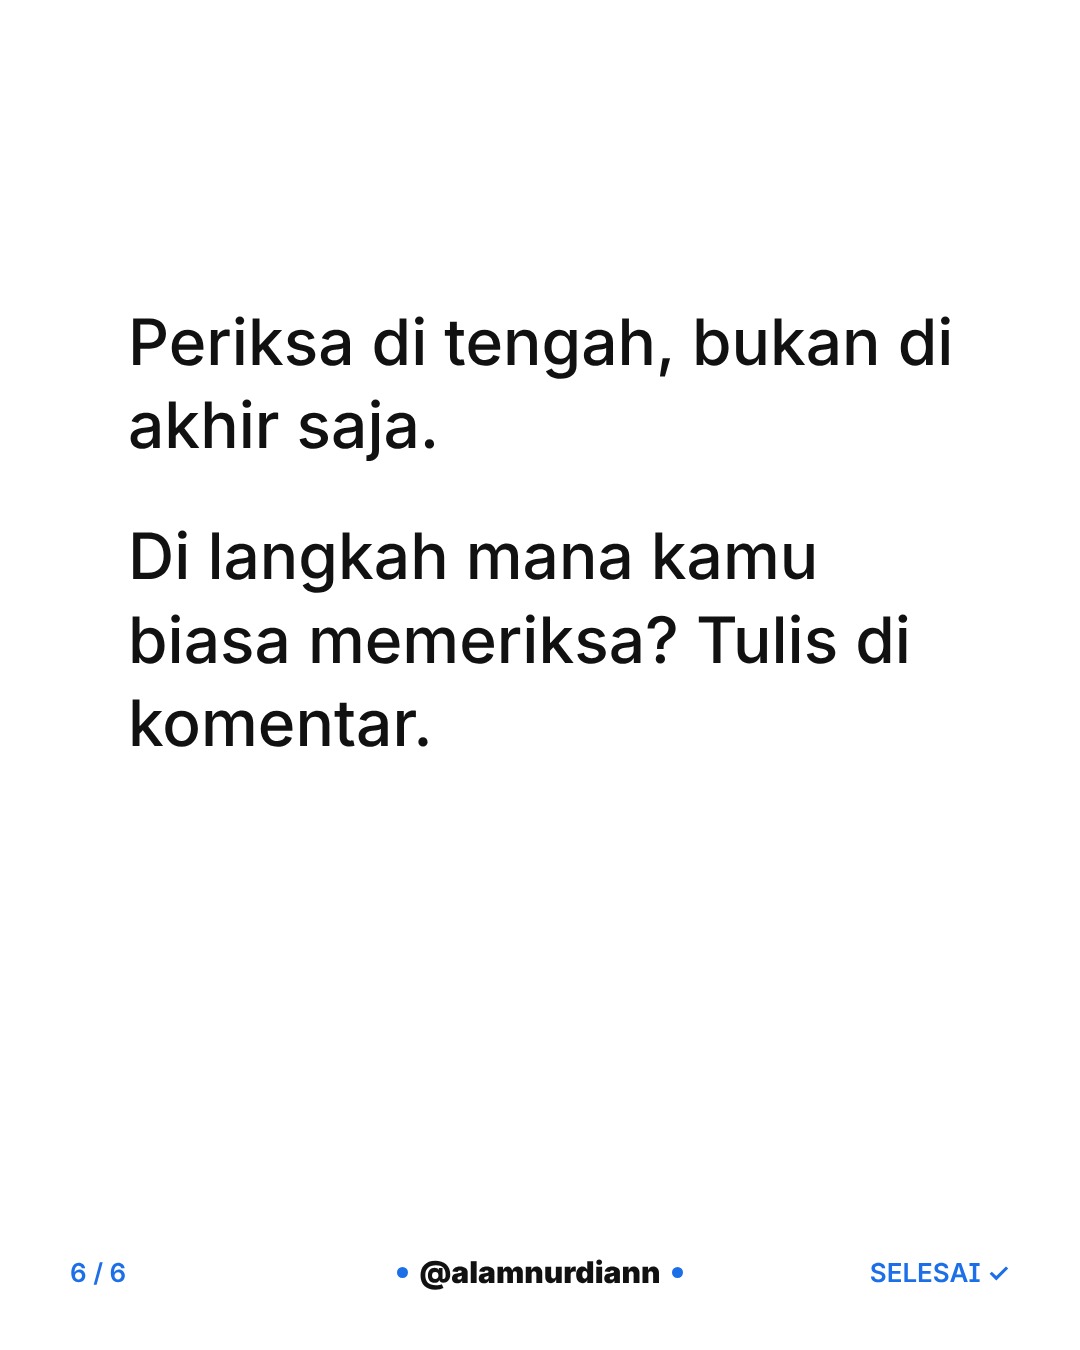 Periksa di tengah, bukan di
akhir saja.
Di langkah mana kamu
biasa memeriksa? Tulis di
komentar.
6 / 6
• @alamnurdiann •
SELESAI ✓